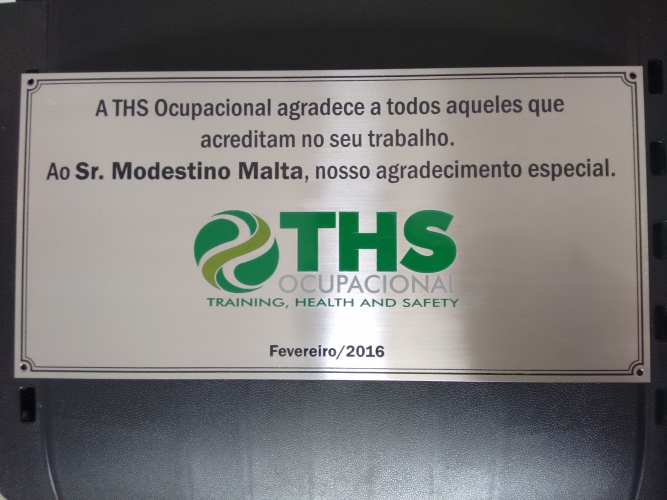 A THS Ocupacional agradece a todos aqueles que
acreditam no seu trabalho.
Ao Sr. Modestino Malta, nosso agradecimento especial.
THS
OCUPACIONAL
TRAINING, HEALTH AND SAFETY
Fevereiro/2016